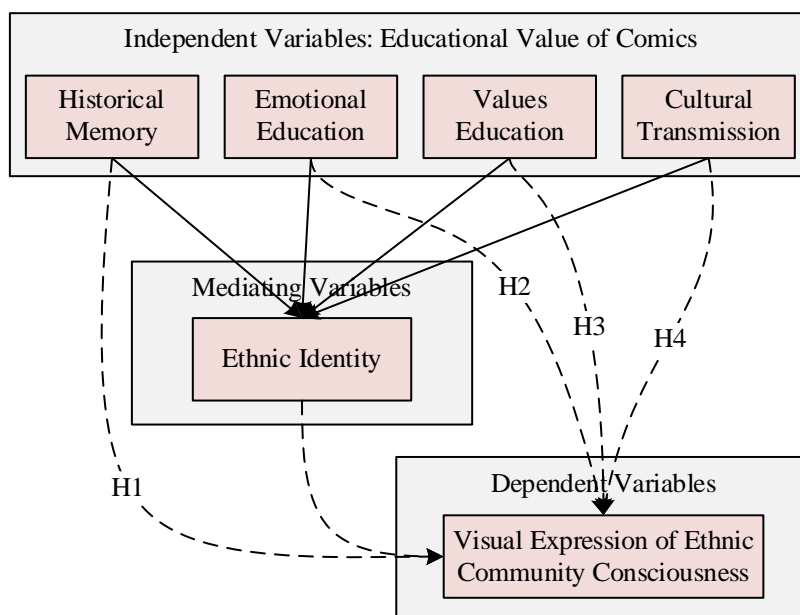 Independent Variables: Educational Value of Comics
Historical
Memory
Emotional
Education
Values
Education
Cultural
Transmission
Mediating Variables
H2
H3
H4
Ethnic Identity
H1
Dependent Variables
Visual Expression of Ethnic
Community Consciousness